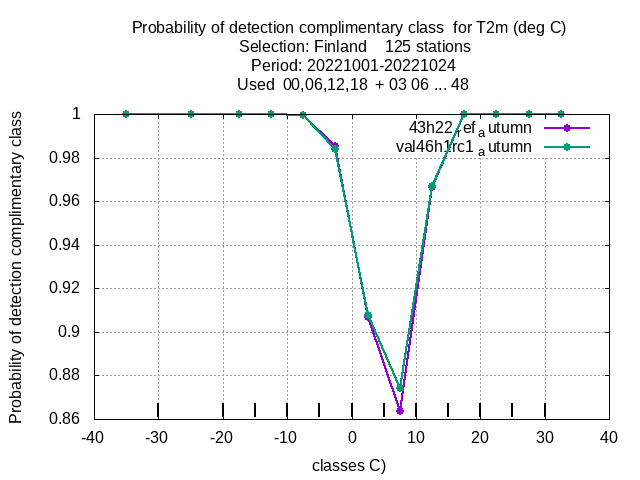 Probability of detection complimentary class  for T2m (deg C)
Selection: Finland    125 stations
Period: 20221001-20221024
Used  00,06,12,18  + 03 06 ... 48
Probability of detection complimentary class
1
0.98
0.96
0.94
0.92
0.9
0.88
0.86
43h22_ref_autumn
val46h1rc1_autumn
-40 -30 -20 -10 0 10 20 30 40
classes C)